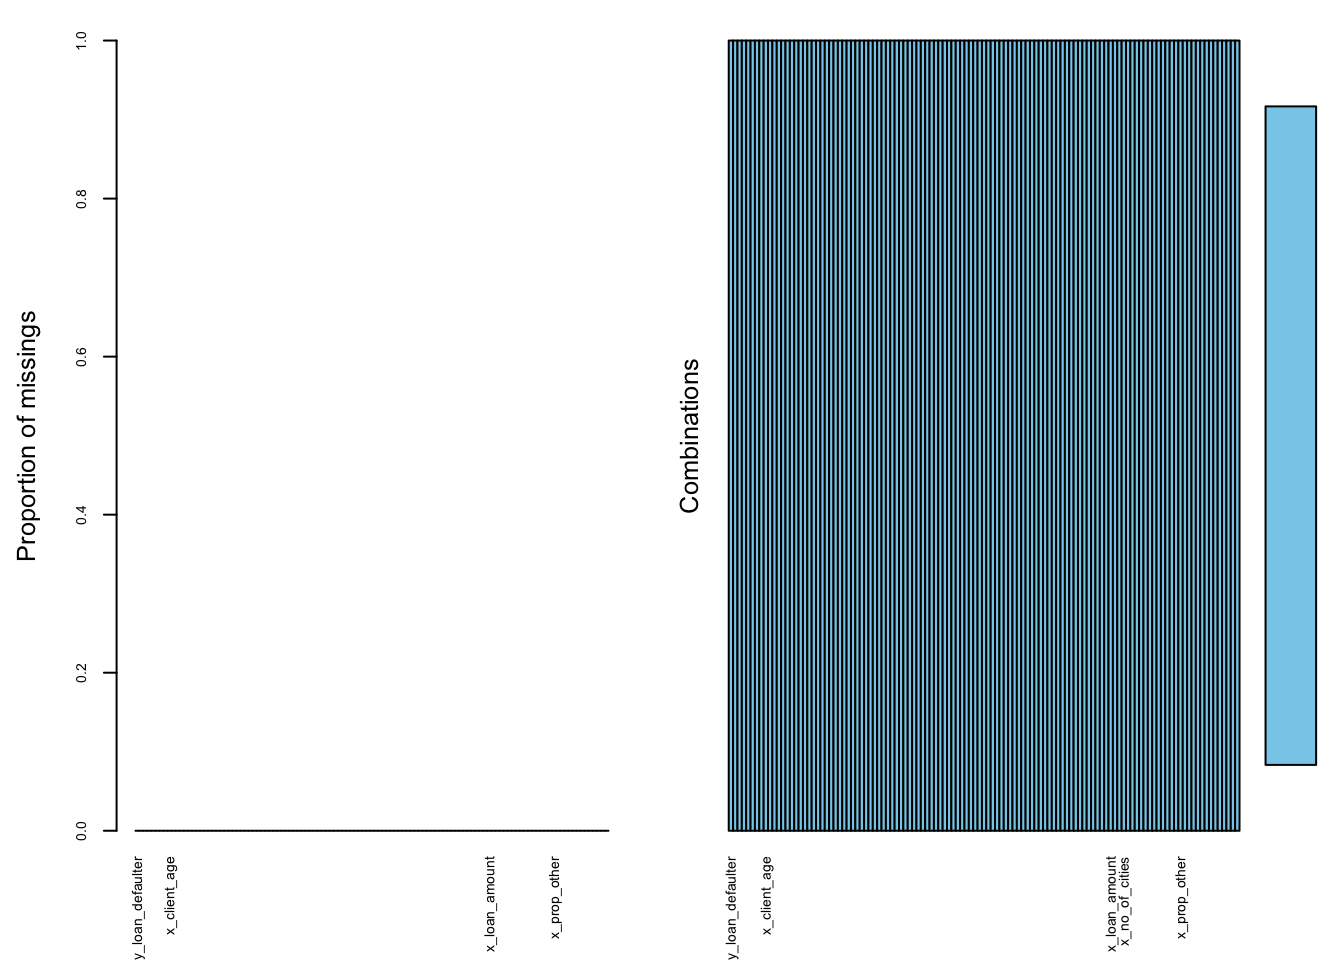 Proportion of missings
1.0
0.8
0.6
0.4
0.2
0.0
y_loan_defaulter
x_client_age
x_loan_amount
x_prop_other
Combinations
y_loan_defaulter
x_client_age
x_loan_amount
x_no_of_cities
x_prop_other